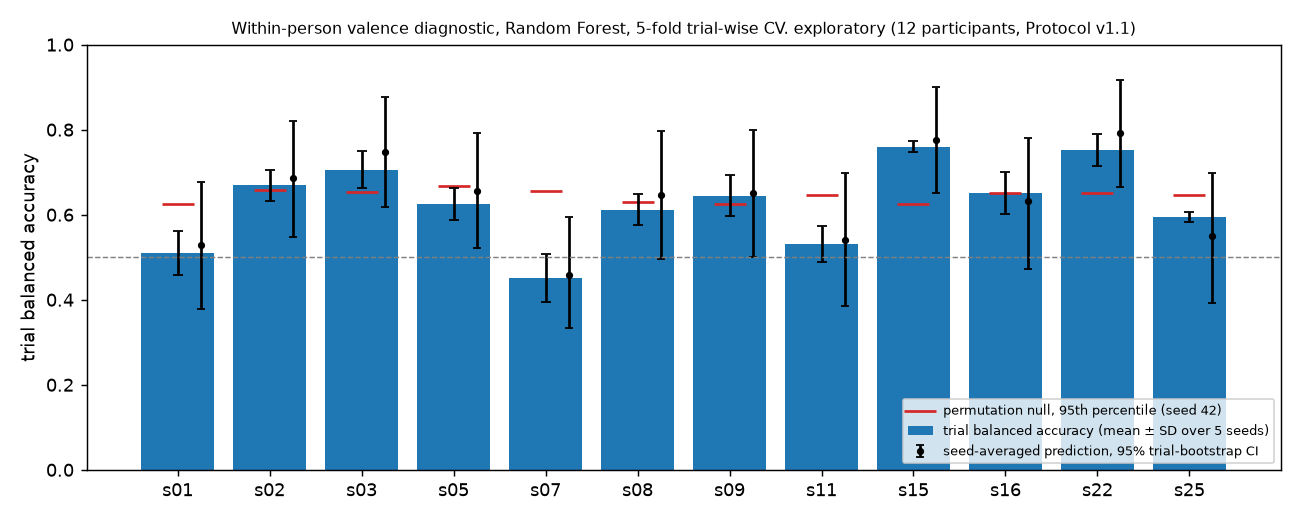 Within-person valence diagnostic, Random Forest, 5-fold trial-wise CV. exploratory (12 participants, Protocol v1.1)
trial balanced accuracy
1.0
0.8
0.6
0.4
0.2
0.0
s01 s02 s03 s05 s07 s08 s09 s11 s15 s16 s22 s25
permutation null, 95th percentile (seed 42)
trial balanced accuracy (mean ± SD over 5 seeds)
seed-averaged prediction, 95% trial-bootstrap CI